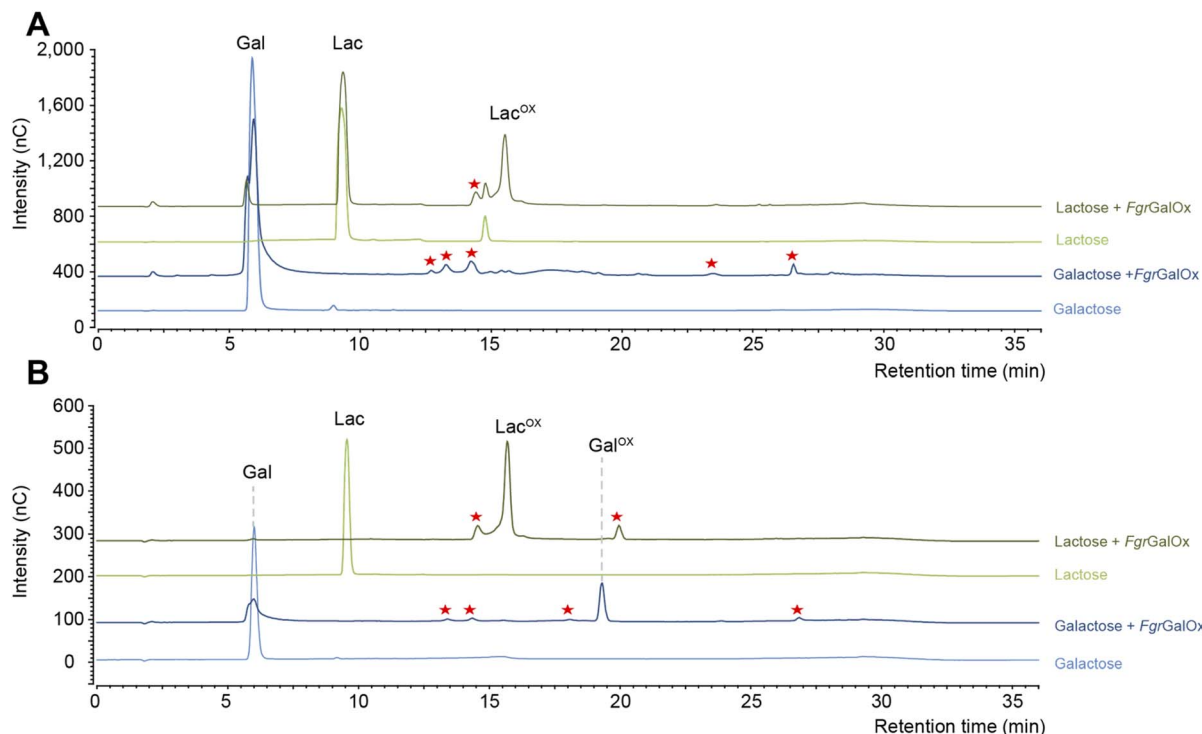 A
Gal
Lac
Lac^OX
Intensity (nC)
2,000
1,600
1,200
800
400
0
Lactose + FgrGalOx
Lactose
Galactose +FgrGalOx
Galactose
0 5 10 15 20 25 30 35
Retention time (min)
B
Gal
Lac
Lac^OX
Gal^OX
Intensity (nC)
600
500
400
300
200
100
0
Lactose + FgrGalOx
Lactose
Galactose + FgrGalOx
Galactose
0 5 10 15 20 25 30 35
Retention time (min)